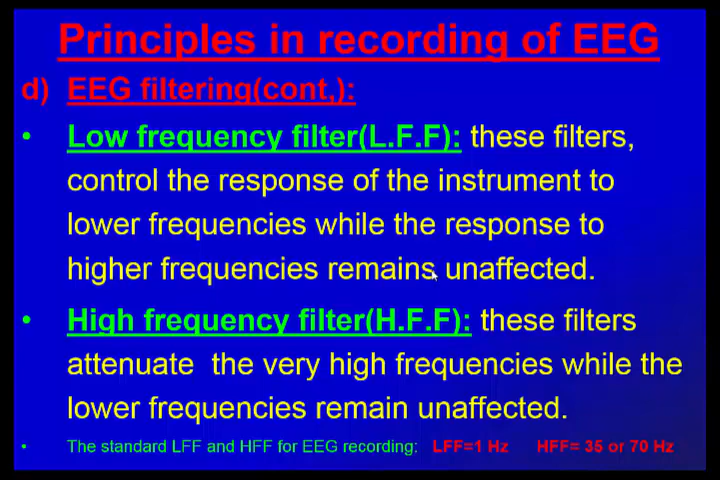 Principles in recording of EEG
d) EEG filtering(cont,):
• Low frequency filter(L.F.F): these filters,
control the response of the instrument to
lower frequencies while the response to
higher frequencies remains unaffected.
• High frequency filter(H.F.F): these filters
attenuate the very high frequencies while the
lower frequencies remain unaffected.
• The standard LFF and HFF for EEG recording: LFF=1 Hz HFF= 35 or 70 Hz